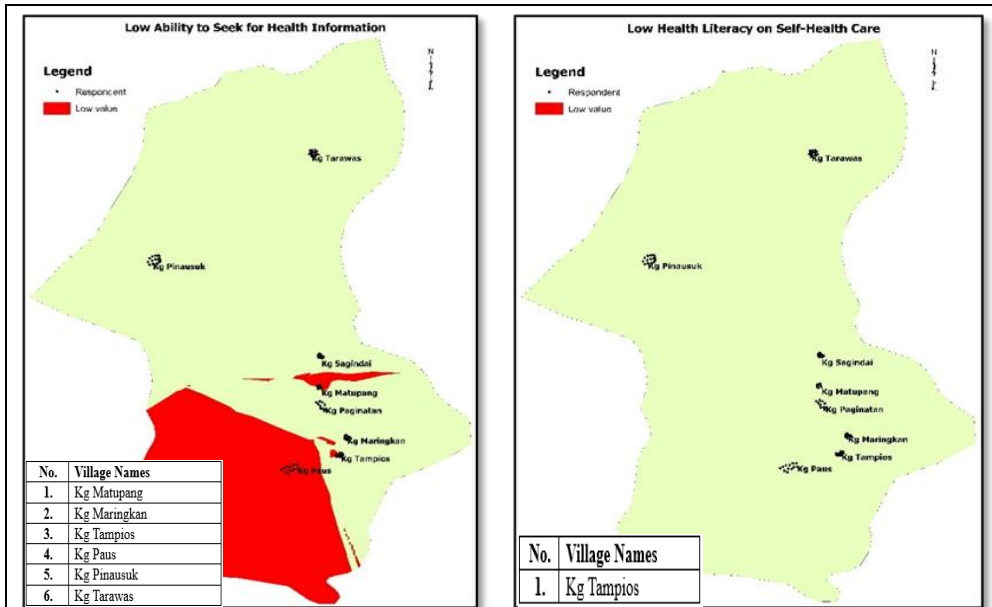 Low Ability to Seek for Health Information
N
Legend
Respondent
Low value
Kg Tarawas
Kg Pinausuk
Kg Sagindai
Kg Matupang
Kg Paginatan
Kg Maringkan
Kg Tampios
Kg Paus
No. Village Names
1. Kg Matupang
2. Kg Maringkan
3. Kg Tampios
4. Kg Paus
5. Kg Pinausuk
6. Kg Tarawas
Low Health Literacy on Self-Health Care
N
Legend
Respondent
Low value
Kg Tarawas
Kg Pinausuk
Kg Sagindai
Kg Matupang
Kg Paginatan
Kg Maringkan
Kg Tampios
Kg Paus
No. Village Names
1. Kg Tampios